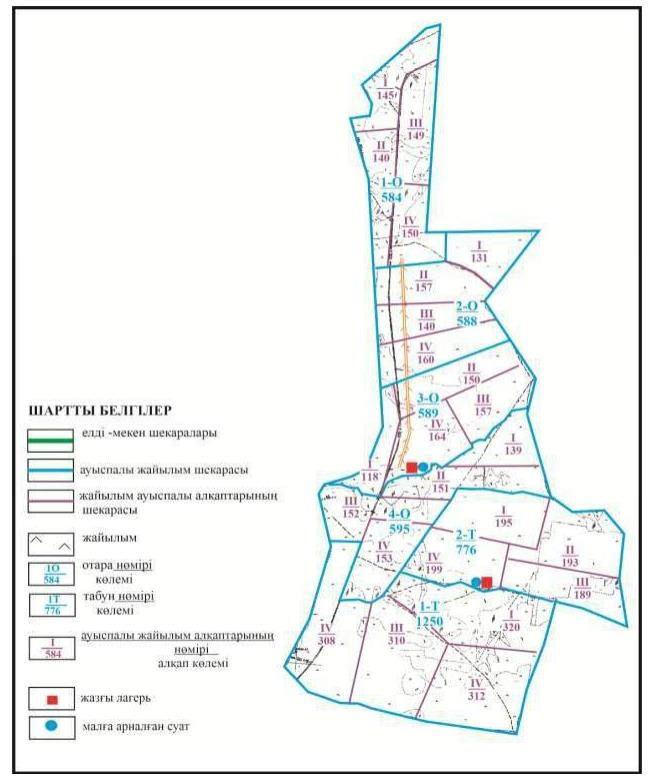 I
145
III
149
II
140
1-О
584
IV
150
I
131
II
157
2-О
588
III
140
IV
160
II
150
3-О
589
III
157
IV
164
I
139
I
118
II
151
III
152
4-О
595
I
195
2-Т
776
IV
153
IV
199
II
193
III
189
1-Т
1250
I
320
IV
308
III
310
IV
312
ШАРТТЫ БЕЛГІЛЕР
елді -мекен шекаралары
ауыспалы жайылым шекарасы
жайылым ауыспалы алкаптарының
шекарасы
жайылым
1О
584
отара нөмірі
көлемі
1Т
776
табун нөмірі
көлемі
I
584
ауыспалы жайылым алкаптарының
нөмірі
алқап көлемі
жазғы лагерь
малға арналған суат